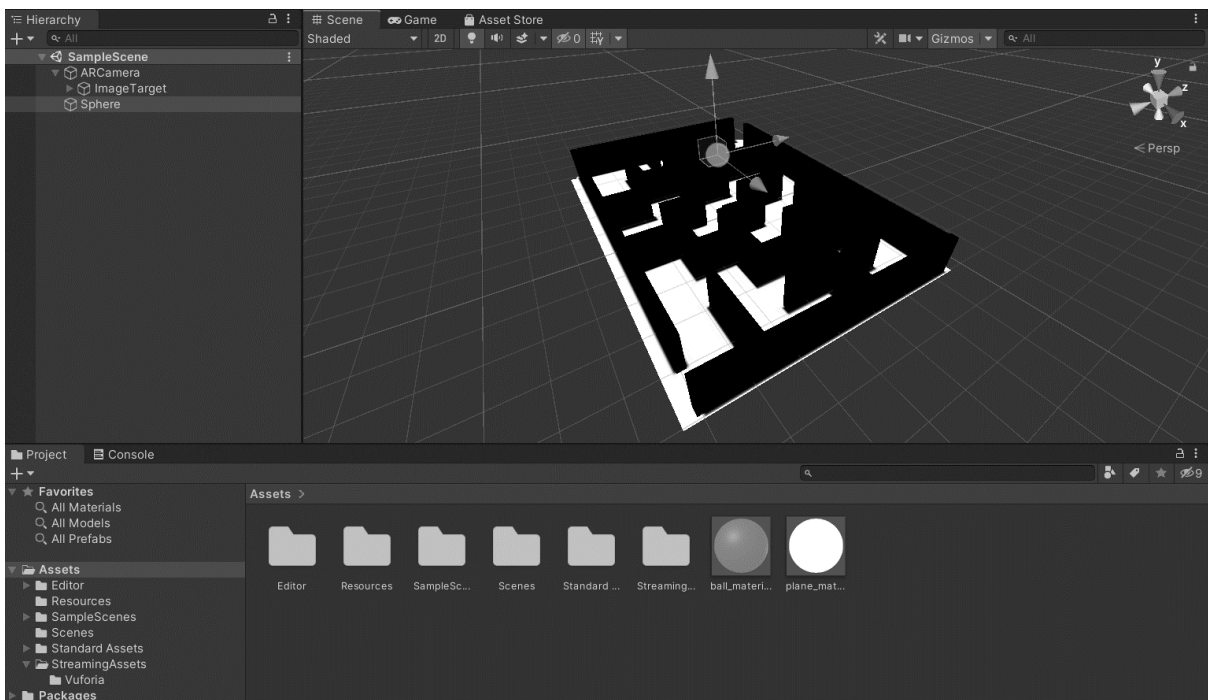 Hierarchy
All
SampleScene
ARCamera
ImageTarget
Sphere
Scene Game Asset Store
Shaded 2D 0 Gizmos All
y
z
x
Persp
Project Console
9
Favorites
All Materials
All Models
All Prefabs
Assets
Editor
Resources
SampleScenes
Scenes
Standard Assets
StreamingAssets
Vuforia
Packages
Assets >
Editor Resources SampleSc... Scenes Standard ... Streaming... ball_materi... plane_mat...